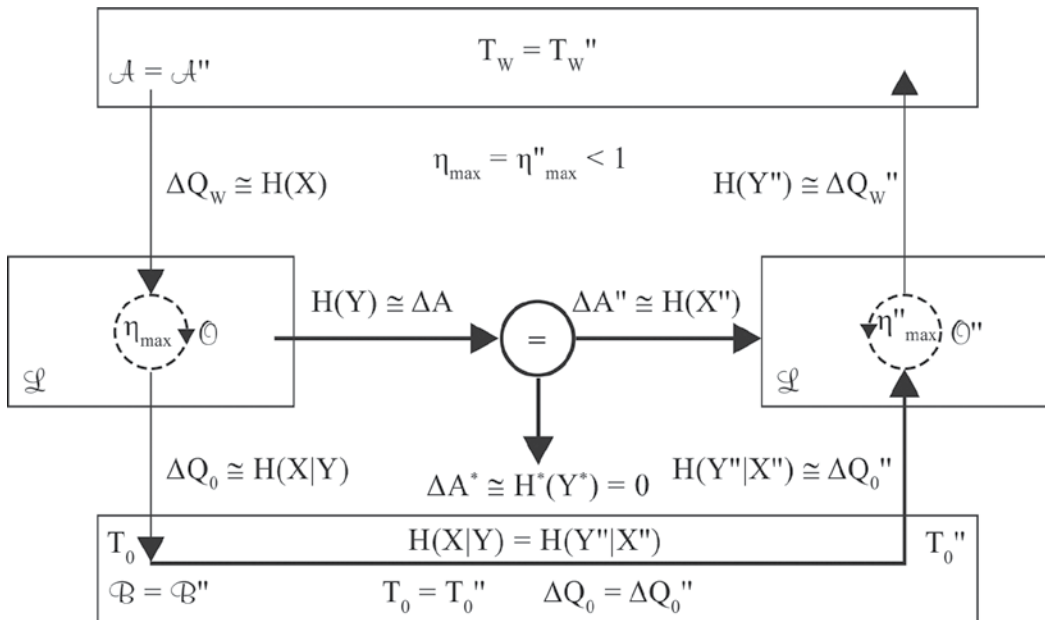 T_W = T_W"
𝒜 = 𝒜"
η_max = η"_max < 1
ΔQ_W ≅ H(X)
H(Y") ≅ ΔQ_W"
H(Y) ≅ ΔA
ΔA" ≅ H(X")
η_max 𝒪
=
η"_max 𝒪"
ℒ
ℒ
ΔQ_0 ≅ H(X|Y)
H(Y"|X") ≅ ΔQ_0"
ΔA* ≅ H*(Y*) = 0
T_0
H(X|Y) = H(Y"|X")
T_0"
ℬ = ℬ"
T_0 = T_0" ΔQ_0 = ΔQ_0"